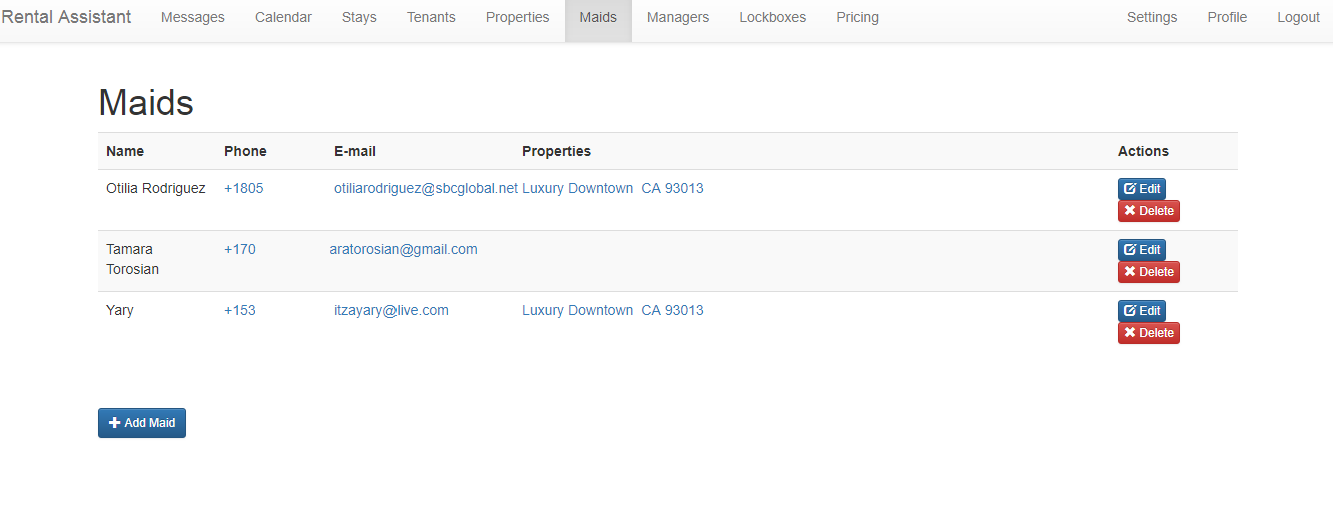 Rental Assistant Messages Calendar Stays Tenants Properties Maids Managers Lockboxes Pricing Settings Profile Logout
Maids
Name Phone E-mail Properties Actions
Otilia Rodriguez +1805 otiliarodriguez@sbcglobal.net Luxury Downtown CA 93013 Edit
Delete
Tamara +170 aratorosian@gmail.com Edit
Torosian Delete
Yary +153 itzayary@live.com Luxury Downtown CA 93013 Edit
Delete
Add Maid